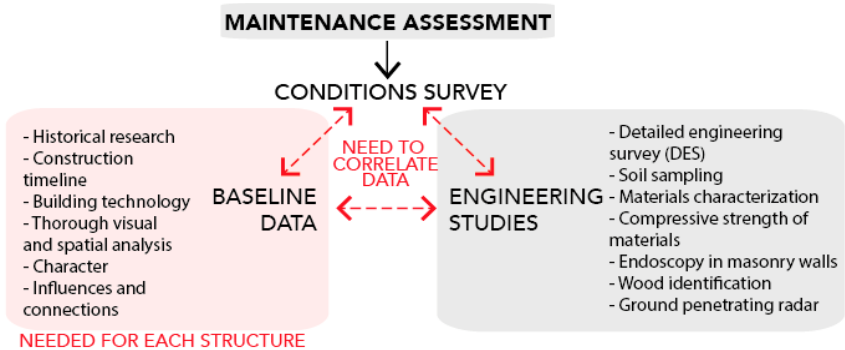 MAINTENANCE ASSESSMENT
CONDITIONS SURVEY
NEED TO
CORRELATE
DATA
- Historical research
- Construction
timeline
- Building technology
- Thorough visual
and spatial analysis
- Character
- Influences and
connections
BASELINE
DATA
ENGINEERING
STUDIES
- Detailed engineering
survey (DES)
- Soil sampling
- Materials characterization
- Compressive strength of
materials
- Endoscopy in masonry walls
- Wood identification
- Ground penetrating radar
NEEDED FOR EACH STRUCTURE